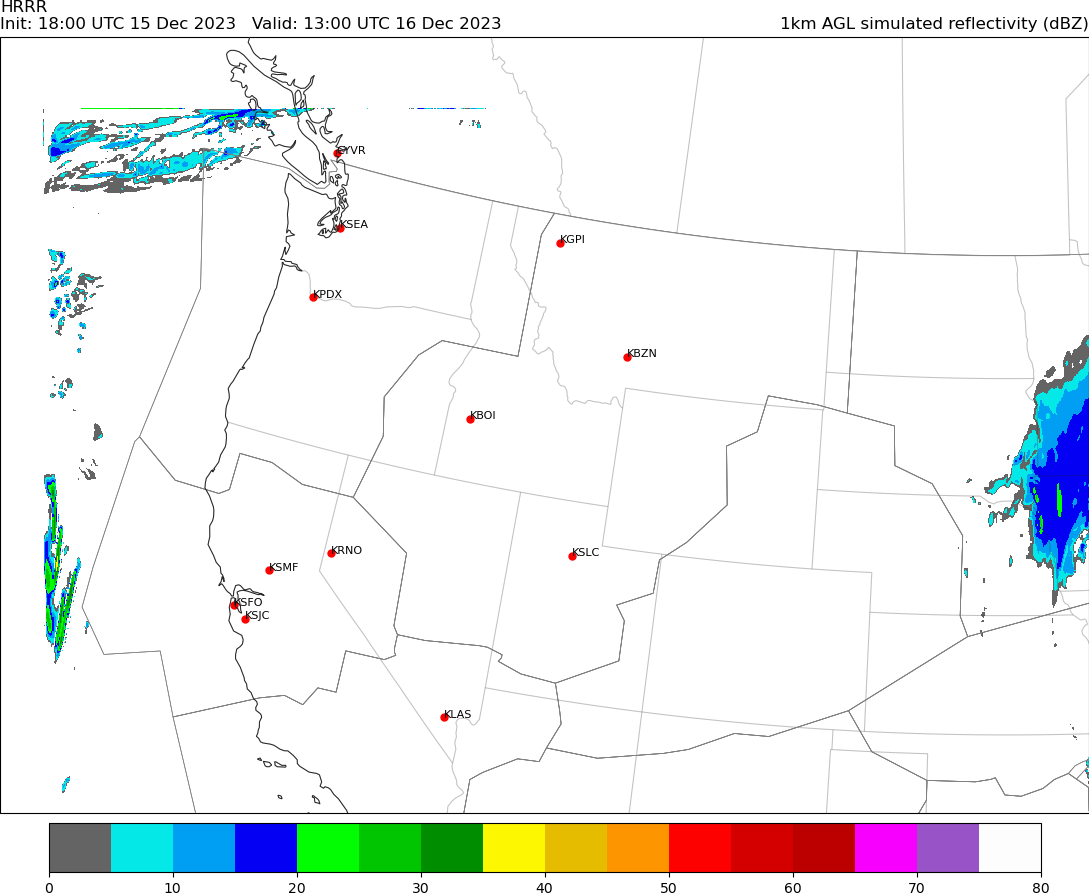 HRRR
Init: 18:00 UTC 15 Dec 2023   Valid: 13:00 UTC 16 Dec 2023   1km AGL simulated reflectivity (dBZ)
CYVR
KSEA
KGPI
KPDX
KBZN
KBOI
KRNO
KSLC
KSMF
KSFO
KSJC
KLAS
0 10 20 30 40 50 60 70 80